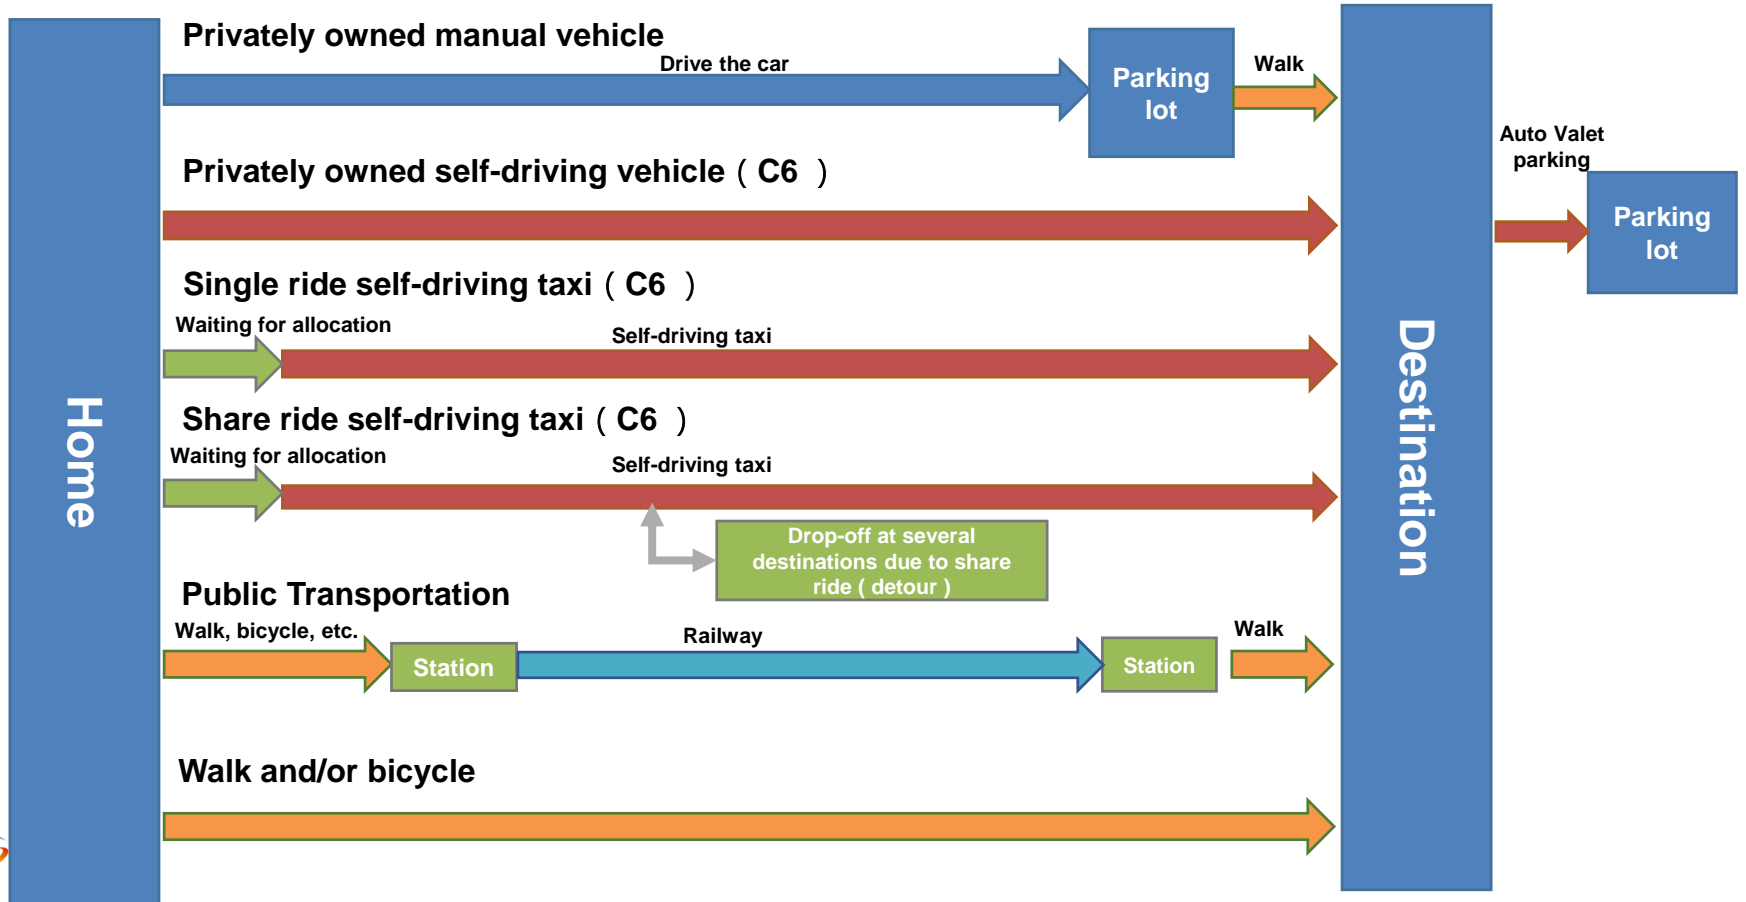 Privately owned manual vehicle
Drive the car
Parking
lot
Walk
Auto Valet
parking
Privately owned self-driving vehicle ( C6 )
Parking
lot
Single ride self-driving taxi ( C6 )
Waiting for allocation
Self-driving taxi
Home
Destination
Share ride self-driving taxi ( C6 )
Waiting for allocation
Self-driving taxi
Drop-off at several
destinations due to share
ride ( detour )
Public Transportation
Walk, bicycle, etc.
Station
Railway
Station
Walk
Walk and/or bicycle